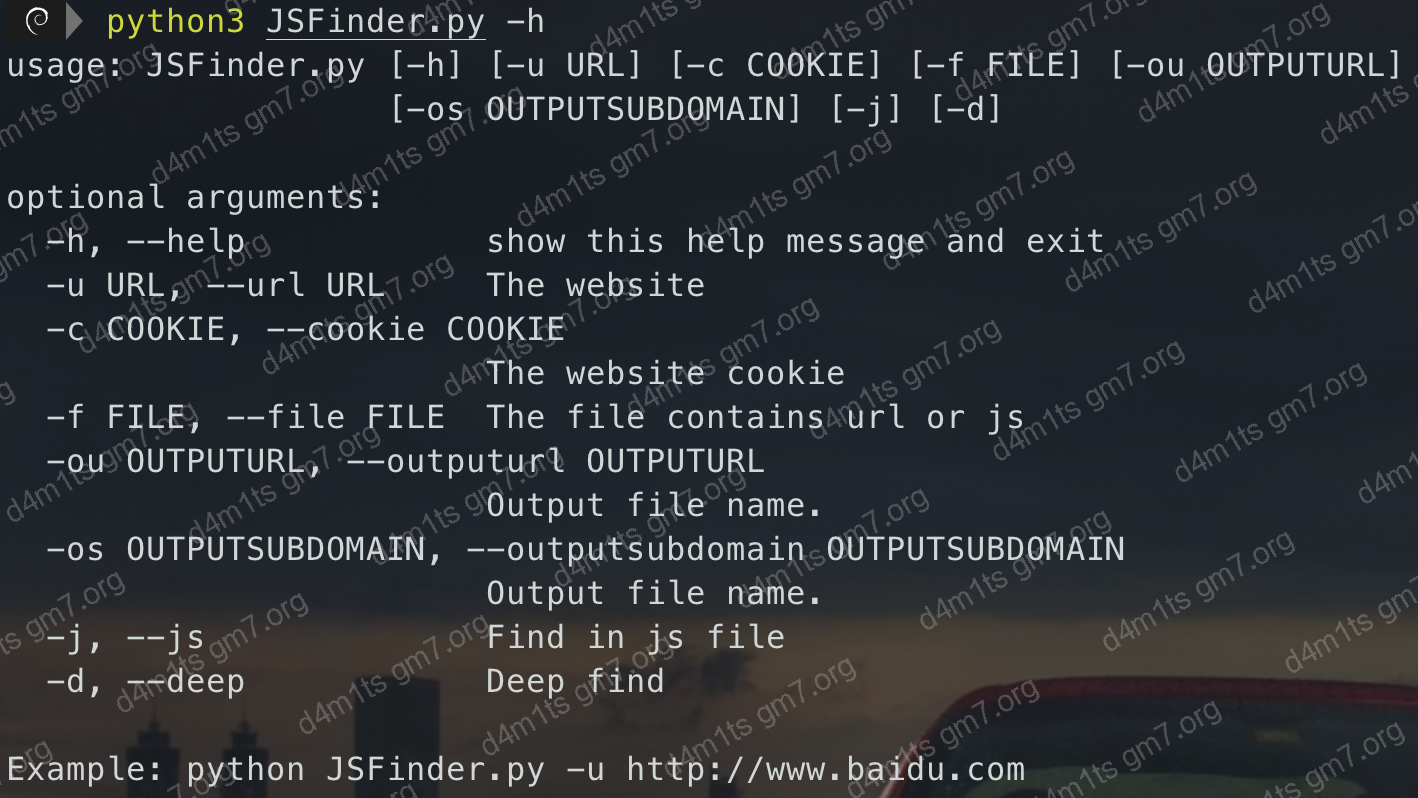 python3 JSFinder.py -h
usage: JSFinder.py [-h] [-u URL] [-c COOKIE] [-f FILE] [-ou OUTPUTURL]
                   [-os OUTPUTSUBDOMAIN] [-j] [-d]

optional arguments:
  -h, --help            show this help message and exit
  -u URL, --url URL     The website
  -c COOKIE, --cookie COOKIE
                        The website cookie
  -f FILE, --file FILE  The file contains url or js
  -ou OUTPUTURL, --outputurl OUTPUTURL
                        Output file name.
  -os OUTPUTSUBDOMAIN, --outputsubdomain OUTPUTSUBDOMAIN
                        Output file name.
  -j, --js              Find in js file
  -d, --deep            Deep find

Example: python JSFinder.py -u http://www.baidu.com
d4m1ts gm7.org